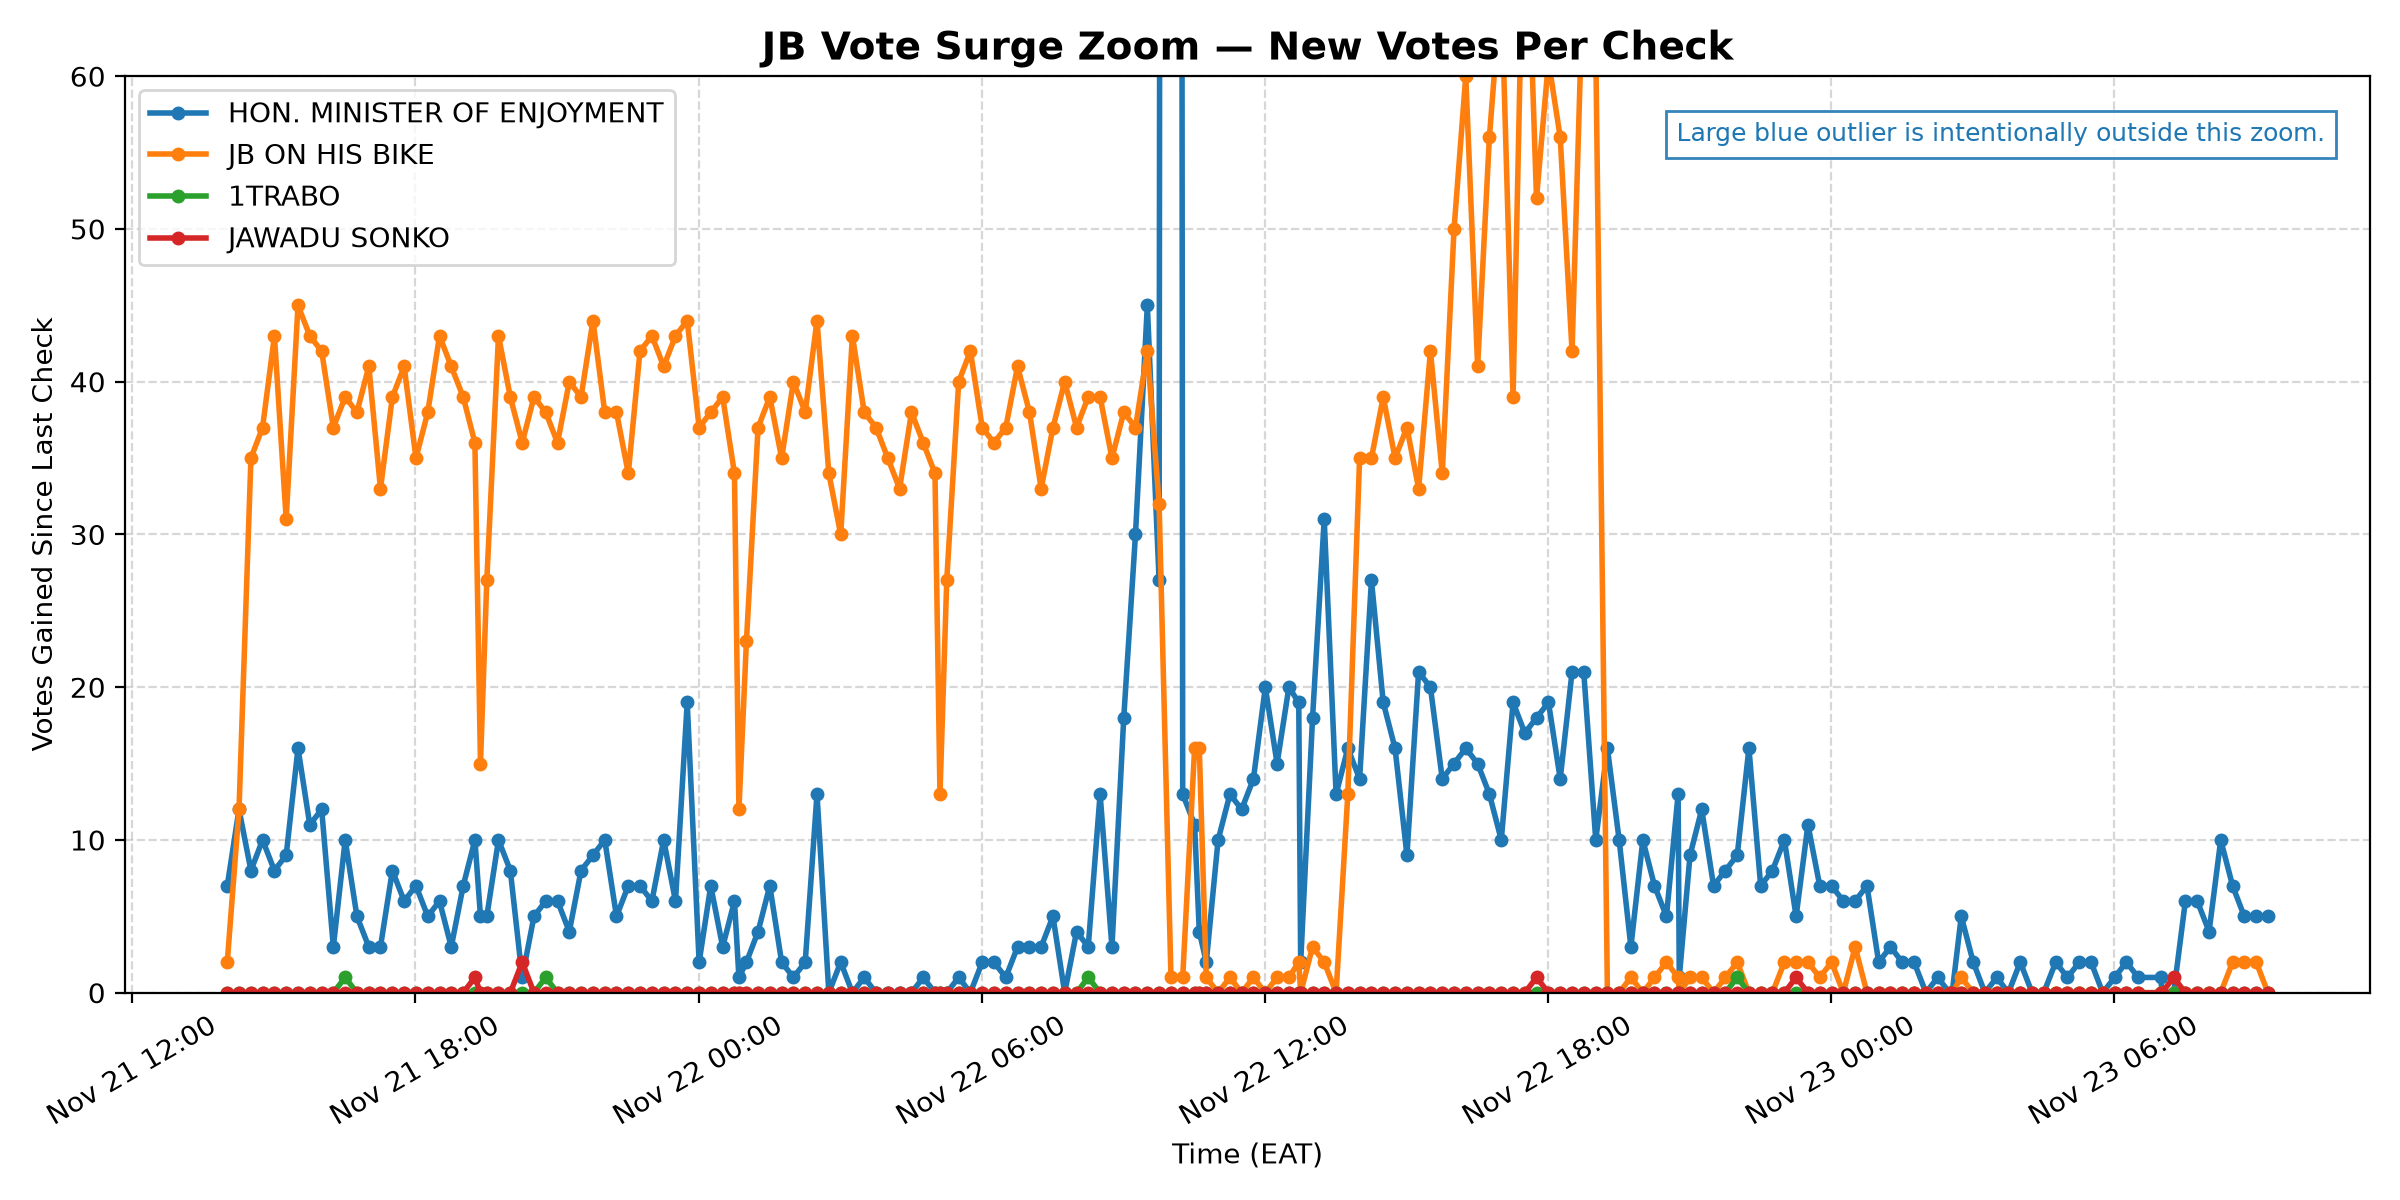 JB Vote Surge Zoom — New Votes Per Check
HON. MINISTER OF ENJOYMENT
JB ON HIS BIKE
1TRABO
JAWADU SONKO
Large blue outlier is intentionally outside this zoom.
Votes Gained Since Last Check
60
50
40
30
20
10
0
Nov 21 12:00
Nov 21 18:00
Nov 22 00:00
Nov 22 06:00
Nov 22 12:00
Nov 22 18:00
Nov 23 00:00
Nov 23 06:00
Time (EAT)